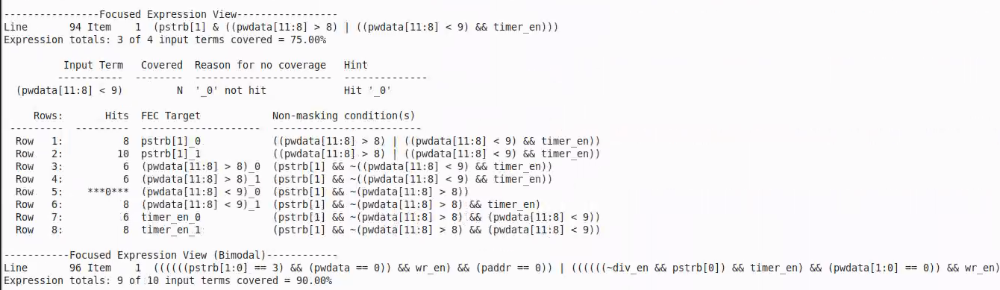 ----------------Focused Expression View-----------------
Line       94 Item    1  (pstrb[1] & ((pwdata[11:8] > 8) | ((pwdata[11:8] < 9) && timer_en)))
Expression totals: 3 of 4 input terms covered = 75.00%
          Input Term   Covered  Reason for no coverage   Hint
         -----------  --------  -----------------------  --------------
  (pwdata[11:8] < 9)         N  '_0' not hit             Hit '_0'
     Rows:       Hits  FEC Target            Non-masking condition(s)
 ---------  ---------  --------------------  -------------------------
  Row   1:          8  pstrb[1]_0            ((pwdata[11:8] > 8) | ((pwdata[11:8] < 9) && timer_en))
  Row   2:         10  pstrb[1]_1            ((pwdata[11:8] > 8) | ((pwdata[11:8] < 9) && timer_en))
  Row   3:          6  (pwdata[11:8] > 8)_0  (pstrb[1] && ~((pwdata[11:8] < 9) && timer_en))
  Row   4:          6  (pwdata[11:8] > 8)_1  (pstrb[1] && ~((pwdata[11:8] < 9) && timer_en))
  Row   5:    ***0***  (pwdata[11:8] < 9)_0  (pstrb[1] && ~(pwdata[11:8] > 8))
  Row   6:          8  (pwdata[11:8] < 9)_1  (pstrb[1] && ~(pwdata[11:8] > 8) && timer_en)
  Row   7:          6  timer_en_0            (pstrb[1] && ~(pwdata[11:8] > 8) && (pwdata[11:8] < 9))
  Row   8:          8  timer_en_1            (pstrb[1] && ~(pwdata[11:8] > 8) && (pwdata[11:8] < 9))
-----------Focused Expression View (Bimodal)------------
Line       96 Item    1  ((((((pstrb[1:0] == 3) && (pwdata == 0)) && wr_en) && (paddr == 0)) | ((((((~div_en && pstrb[0]) && timer_en) && (pwdata[1:0] == 0)) && wr_en)
Expression totals: 9 of 10 input terms covered = 90.00%